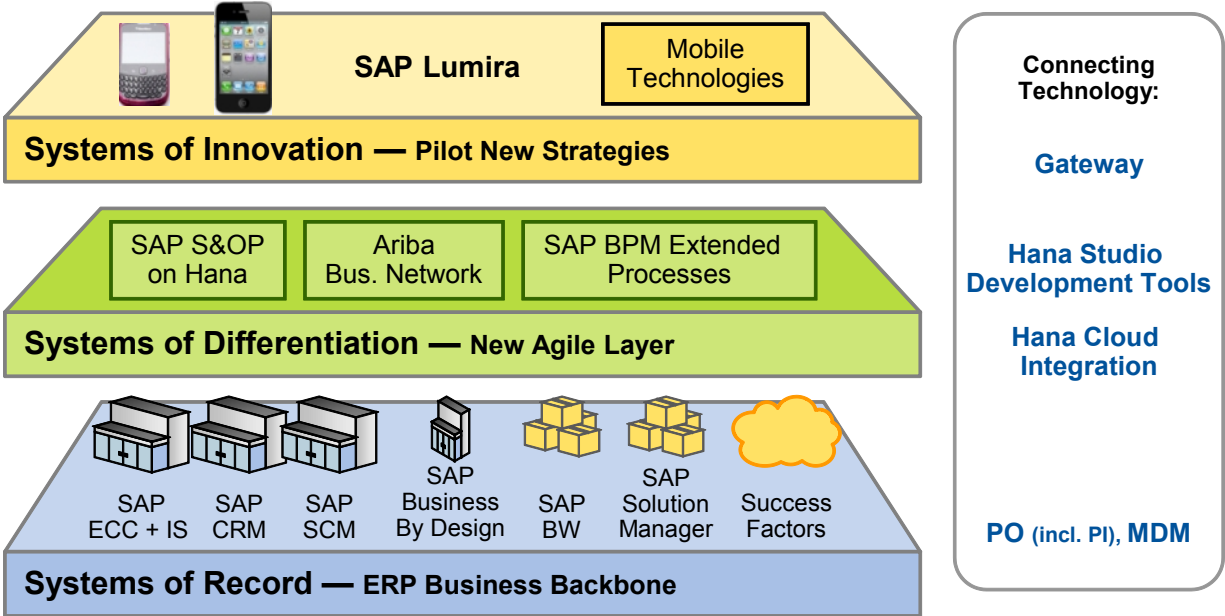 SAP Lumira
Mobile
Technologies
Systems of Innovation — Pilot New Strategies
SAP S&OP
on Hana
Ariba
Bus. Network
SAP BPM Extended
Processes
Systems of Differentiation — New Agile Layer
SAP
ECC + IS
SAP
CRM
SAP
SCM
SAP
Business
By Design
SAP
BW
SAP
Solution
Manager
Success
Factors
Systems of Record — ERP Business Backbone
Connecting
Technology:
Gateway
Hana Studio
Development Tools
Hana Cloud
Integration
PO (incl. PI), MDM